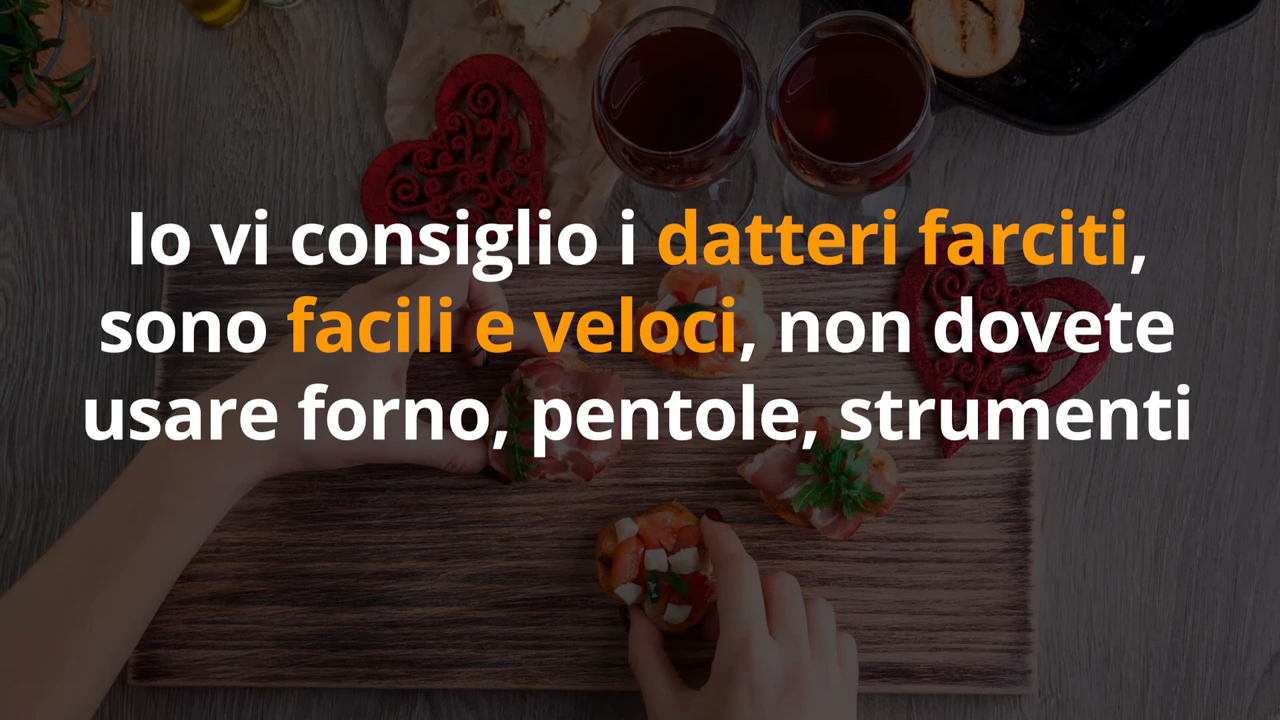 Io vi consiglio i datteri farciti,
sono facili e veloci, non dovete
usare forno, pentole, strumenti